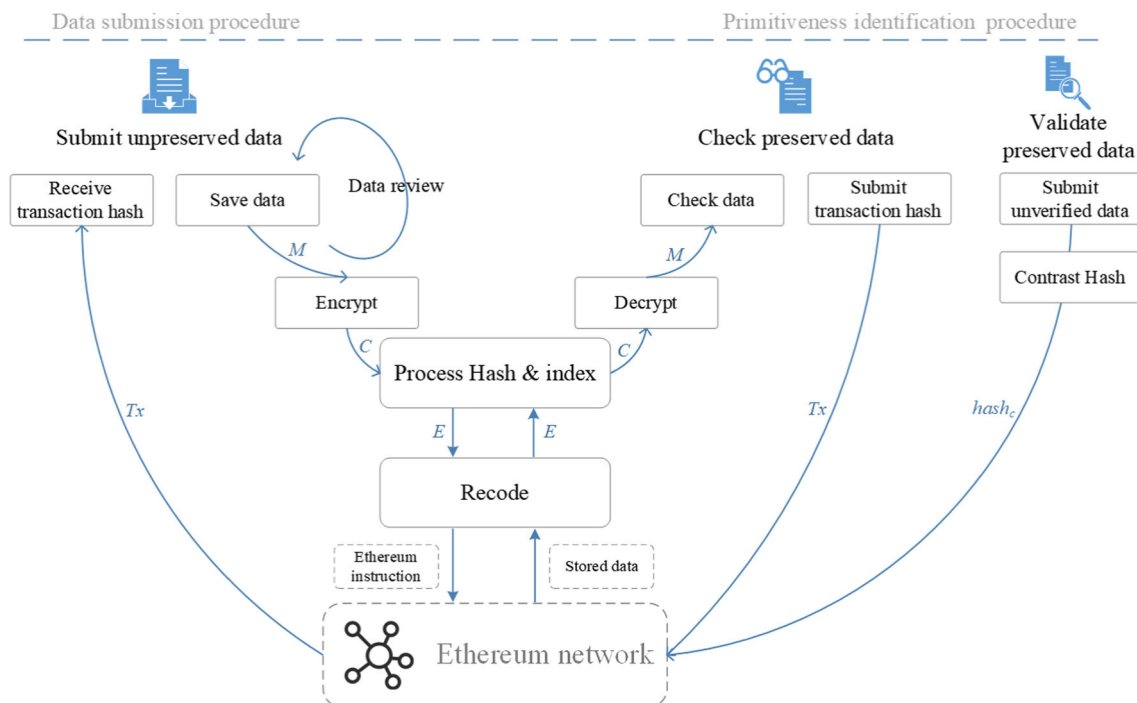 Data submission procedure
Primitiveness identification procedure
Submit unpreserved data
Check preserved data
Validate
preserved data
Receive
transaction hash
Save data
Data review
Check data
Submit
transaction hash
Submit
unverified data
M
M
Encrypt
Decrypt
Contrast Hash
C
C
Process Hash & index
Tx
E
E
Tx
hashc
Recode
Ethereum
instruction
Stored data
Ethereum network